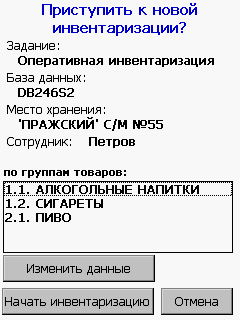 Приступить к новой
инвентаризации?
Задание:
Оперативная инвентаризация
База данных:
DB246S2
Место хранения:
'ПРАЖСКИЙ' С/М №55
Сотрудник: Петров
по группам товаров:
1.1. АЛКОГОЛЬНЫЕ НАПИТКИ
1.2. СИГАРЕТЫ
2.1. ПИВО
Изменить данные
Начать инвентаризацию Отмена